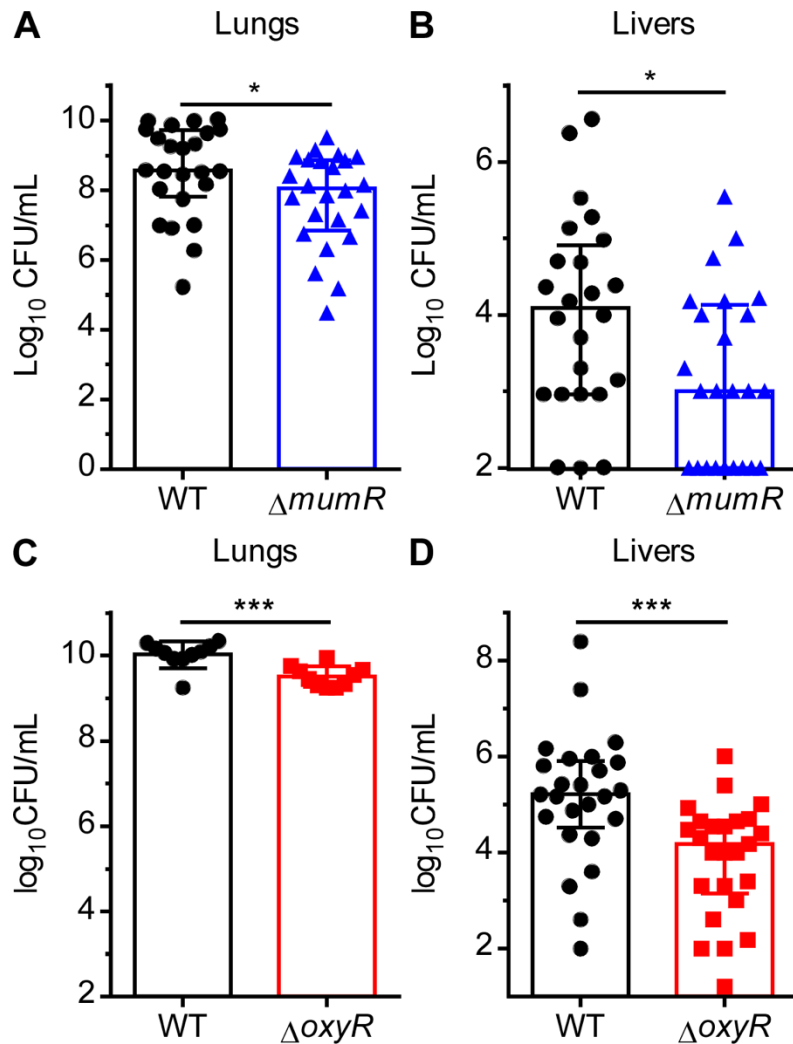 A Lungs
*
Log10 CFU/mL
10
8
6
4
2
0
WT ΔmumR
B Livers
*
Log10 CFU/mL
6
4
2
WT ΔmumR
C Lungs
***
log10CFU/mL
10
8
6
4
2
WT ΔoxyR
D Livers
***
log10CFU/mL
8
6
4
2
WT ΔoxyR